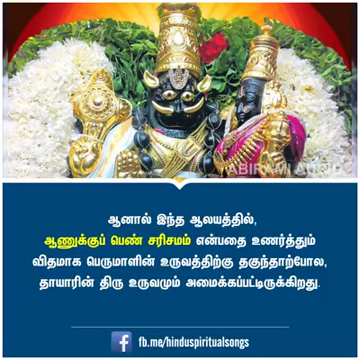 ABIRAMI AUDIO
ஆனால் இந்த ஆலயத்தில்,
ஆணுக்குப் பெண் சரிசமம் என்பதை உணர்த்தும்
விதமாக பெருமாளின் உருவத்திற்கு தகுந்தாற்போல,
தாயாரின் திரு உருவமும் அமைக்கப்பட்டிருக்கிறது.
fb.me/hinduspiritualsongs